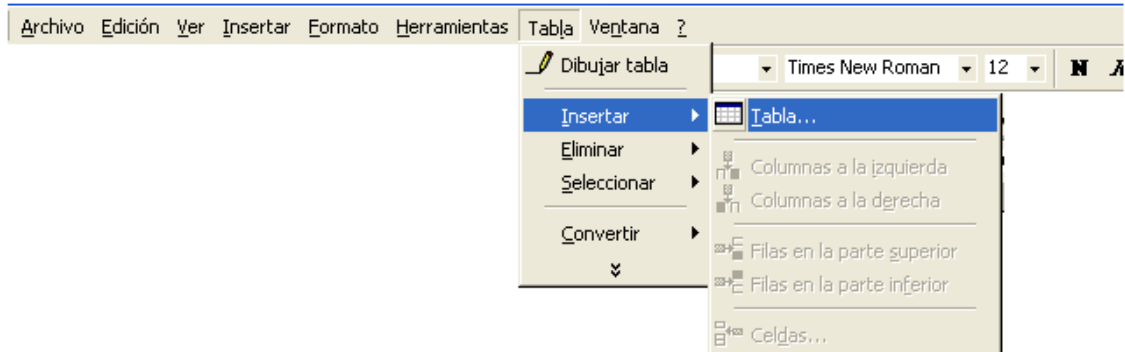 Archivo Edición Ver Insertar Formato Herramientas Tabla Ventana ?
Dibujar tabla
Times New Roman 12 N
Insertar
Tabla...
Eliminar
Columnas a la izquierda
Seleccionar
Columnas a la derecha
Convertir
Filas en la parte superior
Filas en la parte inferior
Celdas...